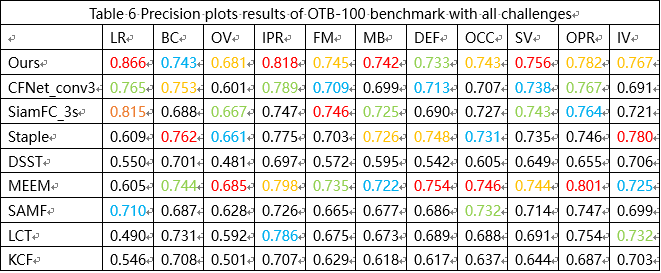 Table 6 Precision plots results of OTB-100 benchmark with all challenges
LR BC OV IPR FM MB DEF OCC SV OPR IV
Ours 0.866 0.743 0.681 0.818 0.745 0.742 0.733 0.743 0.756 0.782 0.767
CFNet_conv3 0.765 0.753 0.601 0.789 0.709 0.699 0.713 0.707 0.738 0.767 0.691
SiamFC_3s 0.815 0.688 0.667 0.747 0.746 0.725 0.690 0.727 0.743 0.764 0.721
Staple 0.609 0.762 0.661 0.775 0.703 0.726 0.748 0.731 0.735 0.746 0.780
DSST 0.550 0.701 0.481 0.697 0.572 0.595 0.542 0.605 0.649 0.655 0.706
MEEM 0.605 0.744 0.685 0.798 0.735 0.722 0.754 0.746 0.744 0.801 0.725
SAMF 0.710 0.687 0.628 0.726 0.665 0.677 0.686 0.732 0.714 0.747 0.699
LCT 0.490 0.731 0.592 0.786 0.675 0.673 0.689 0.688 0.691 0.754 0.732
KCF 0.546 0.708 0.501 0.707 0.629 0.618 0.617 0.637 0.644 0.687 0.703